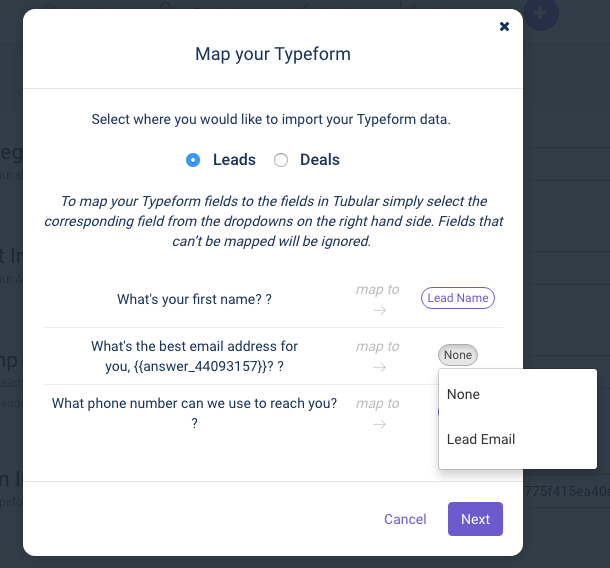 Map your Typeform
Select where you would like to import your Typeform data.
Leads
Deals
To map your Typeform fields to the fields in Tubular simply select the
corresponding field from the dropdowns on the right hand side. Fields that
can't be mapped will be ignored.
What's your first name? ?
map to
→
Lead Name
What's the best email address for
you, {{answer_44093157}}? ?
map to
→
None
None
Lead Email
What phone number can we use to reach you?
?
map to
→
775f415ea40
Cancel
Next